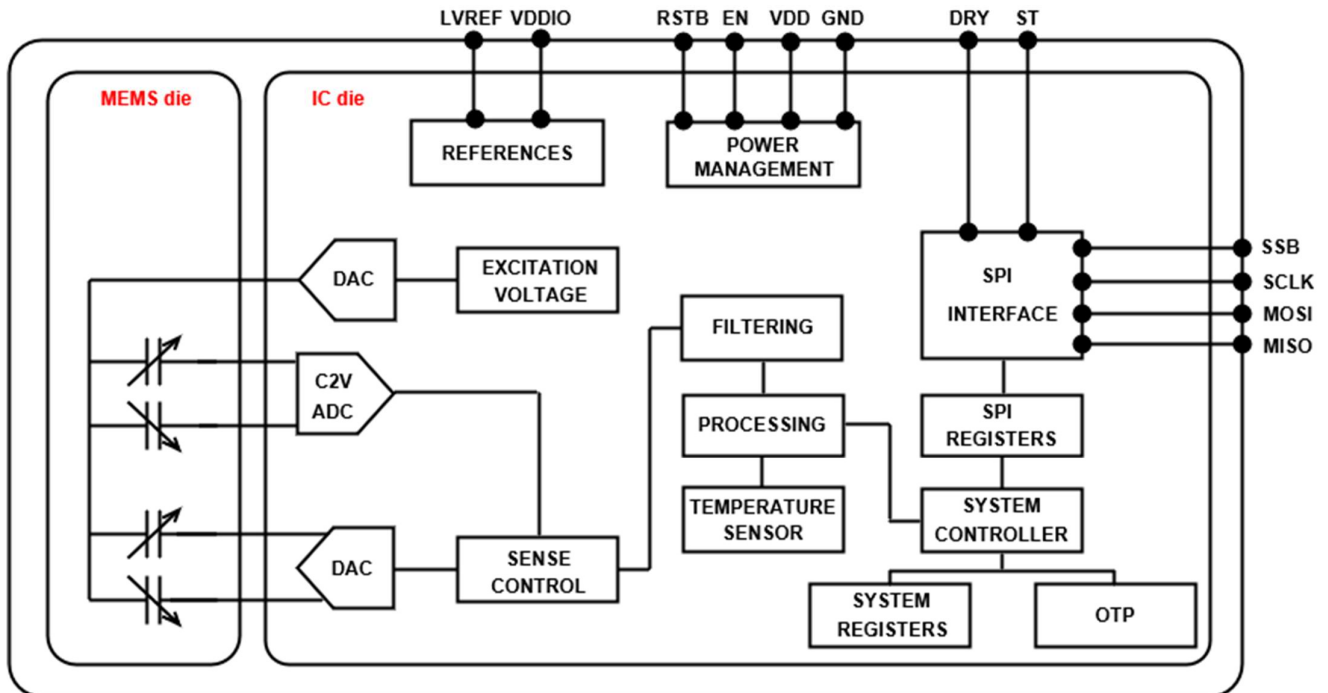 LVREF VDDIO RSTB EN VDD GND DRY ST
MEMS die
IC die
REFERENCES
POWER
MANAGEMENT
DAC
EXCITATION
VOLTAGE
SPI
INTERFACE
SSB
SCLK
MOSI
MISO
FILTERING
C2V
ADC
PROCESSING
SPI
REGISTERS
TEMPERATURE
SENSOR
SYSTEM
CONTROLLER
DAC
SENSE
CONTROL
SYSTEM
REGISTERS
OTP